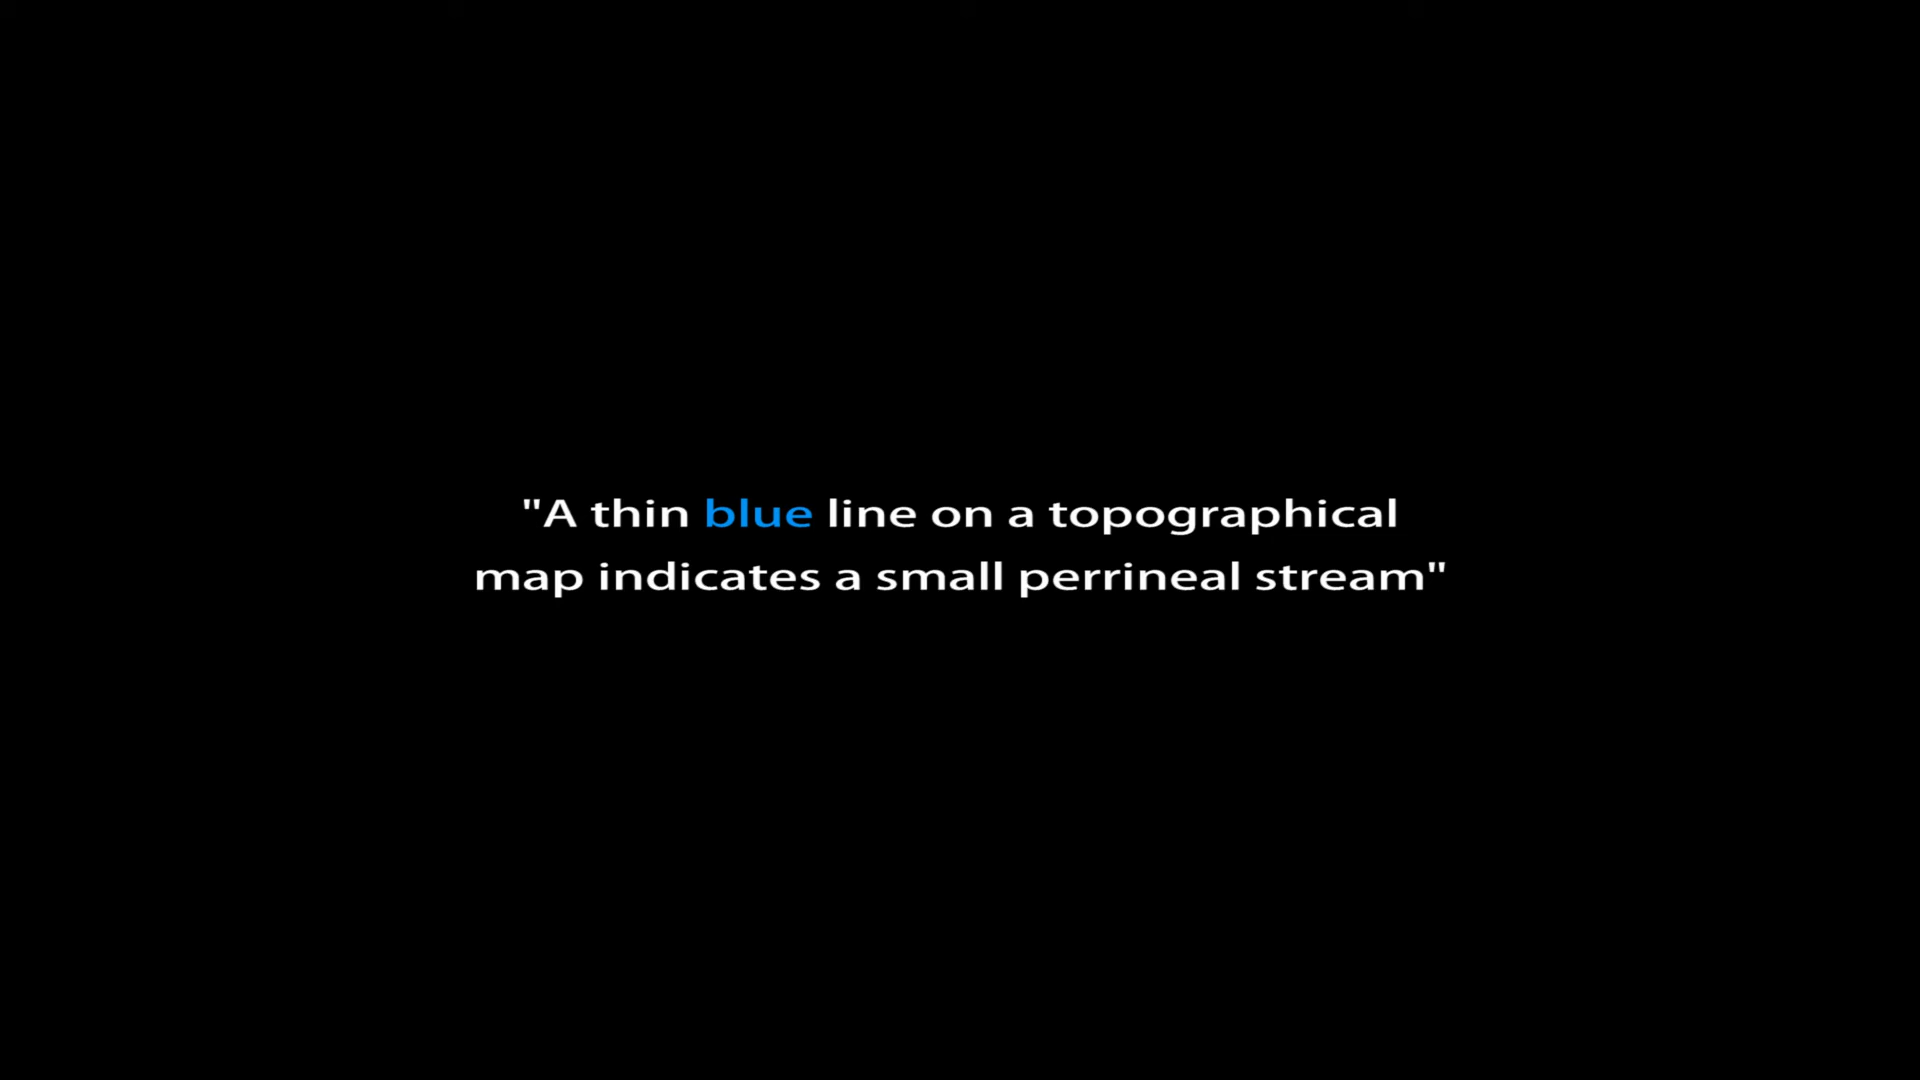 "A thin blue line on a topographical
map indicates a small perrineal stream"